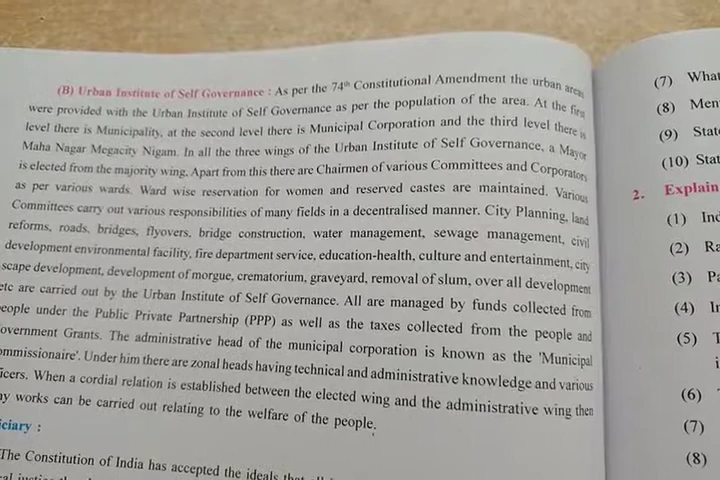 (B) Urban Institute of Self Governance : As per the 74th Constitutional Amendment the urban areas
were provided with the Urban Institute of Self Governance as per the population of the area. At the first
level there is Municipality, at the second level there is Municipal Corporation and the third level there is
Maha Nagar Megacity Nigam. In all the three wings of the Urban Institute of Self Governance, a Mayor
is elected from the majority wing. Apart from this there are Chairmen of various Committees and Corporators
as per various wards. Ward wise reservation for women and reserved castes are maintained. Various
Committees carry out various responsibilities of many fields in a decentralised manner. City Planning, land
reforms, roads, bridges, flyovers, bridge construction, water management, sewage management, civil
development environmental facility, fire department service, education-health, culture and entertainment, city
scape development, development of morgue, crematorium, graveyard, removal of slum, over all development
etc are carried out by the Urban Institute of Self Governance. All are managed by funds collected from
eople under the Public Private Partnership (PPP) as well as the taxes collected from the people and
overnment Grants. The administrative head of the municipal corporation is known as the 'Municipal
ommissionaire'. Under him there are zonal heads having technical and administrative knowledge and various
icers. When a cordial relation is established between the elected wing and the administrative wing then
ny works can be carried out relating to the welfare of the people.
iciary :
The Constitution of India has accepted the ideals that
(7) What
(8) Men
(9) State
(10) Stat
2. Explain
(1) Ind
(2) Ra
(3) Pa
(4)
(5) T
(6)
(7)
(8)